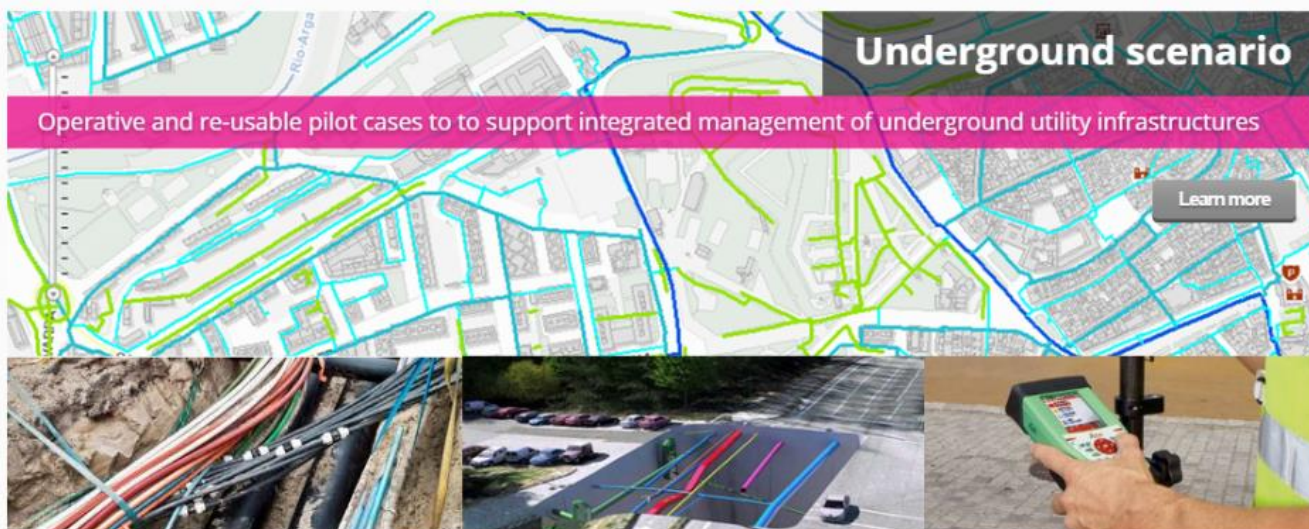 Underground scenario
Río-Arga
Operative and re-usable pilot cases to to support integrated management of underground utility infrastructures
Learn more
P